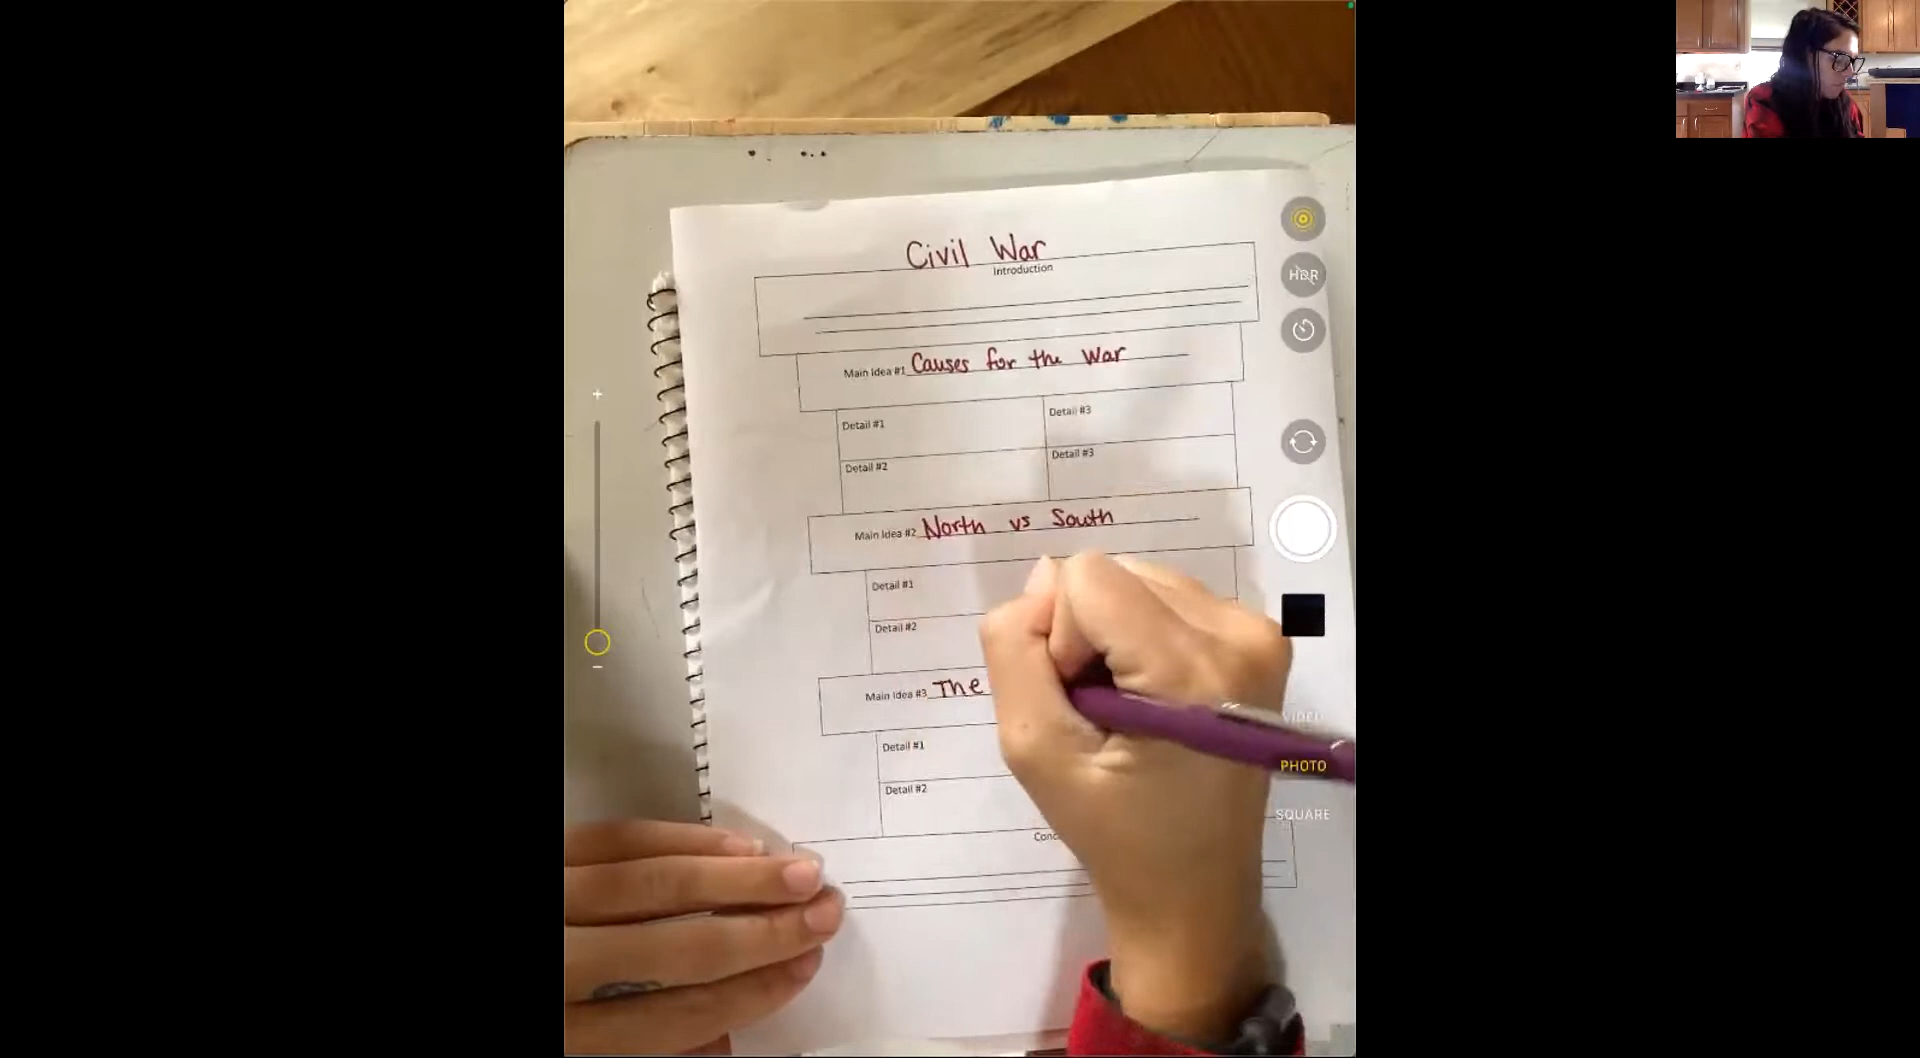 Civil War
Introduction
HDR
Main Idea #1 Causes for the War
Detail #1
Detail #3
Detail #2
Detail #3
Main Idea #2 North vs South
Detail #1
Detail #2
Main Idea #3 The
VIDEO
Detail #1
PHOTO
Detail #2
SQUARE